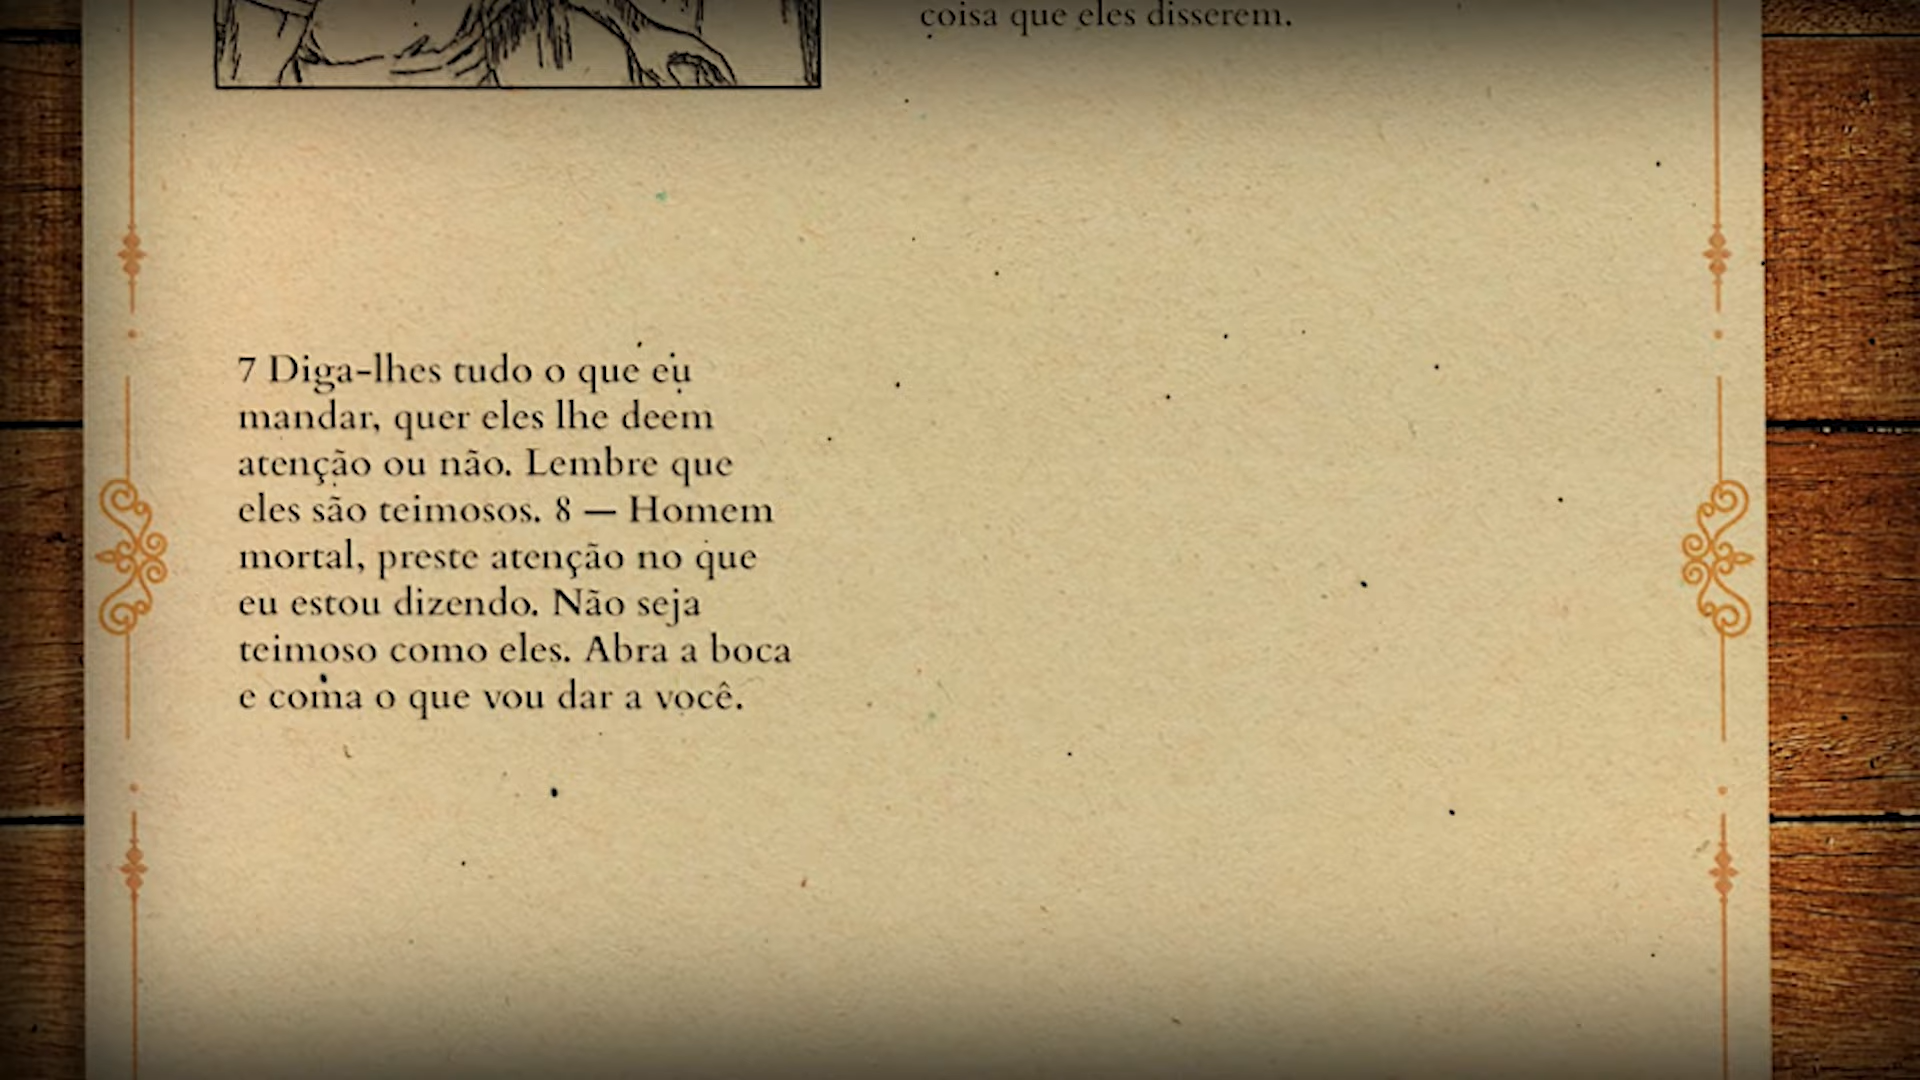 coisa que eles disserem.
7 Diga-lhes tudo o que eu
mandar, quer eles lhe deem
atenção ou não. Lembre que
eles são teimosos. 8 — Homem
mortal, preste atenção no que
eu estou dizendo. Não seja
teimoso como eles. Abra a boca
e coma o que vou dar a você.